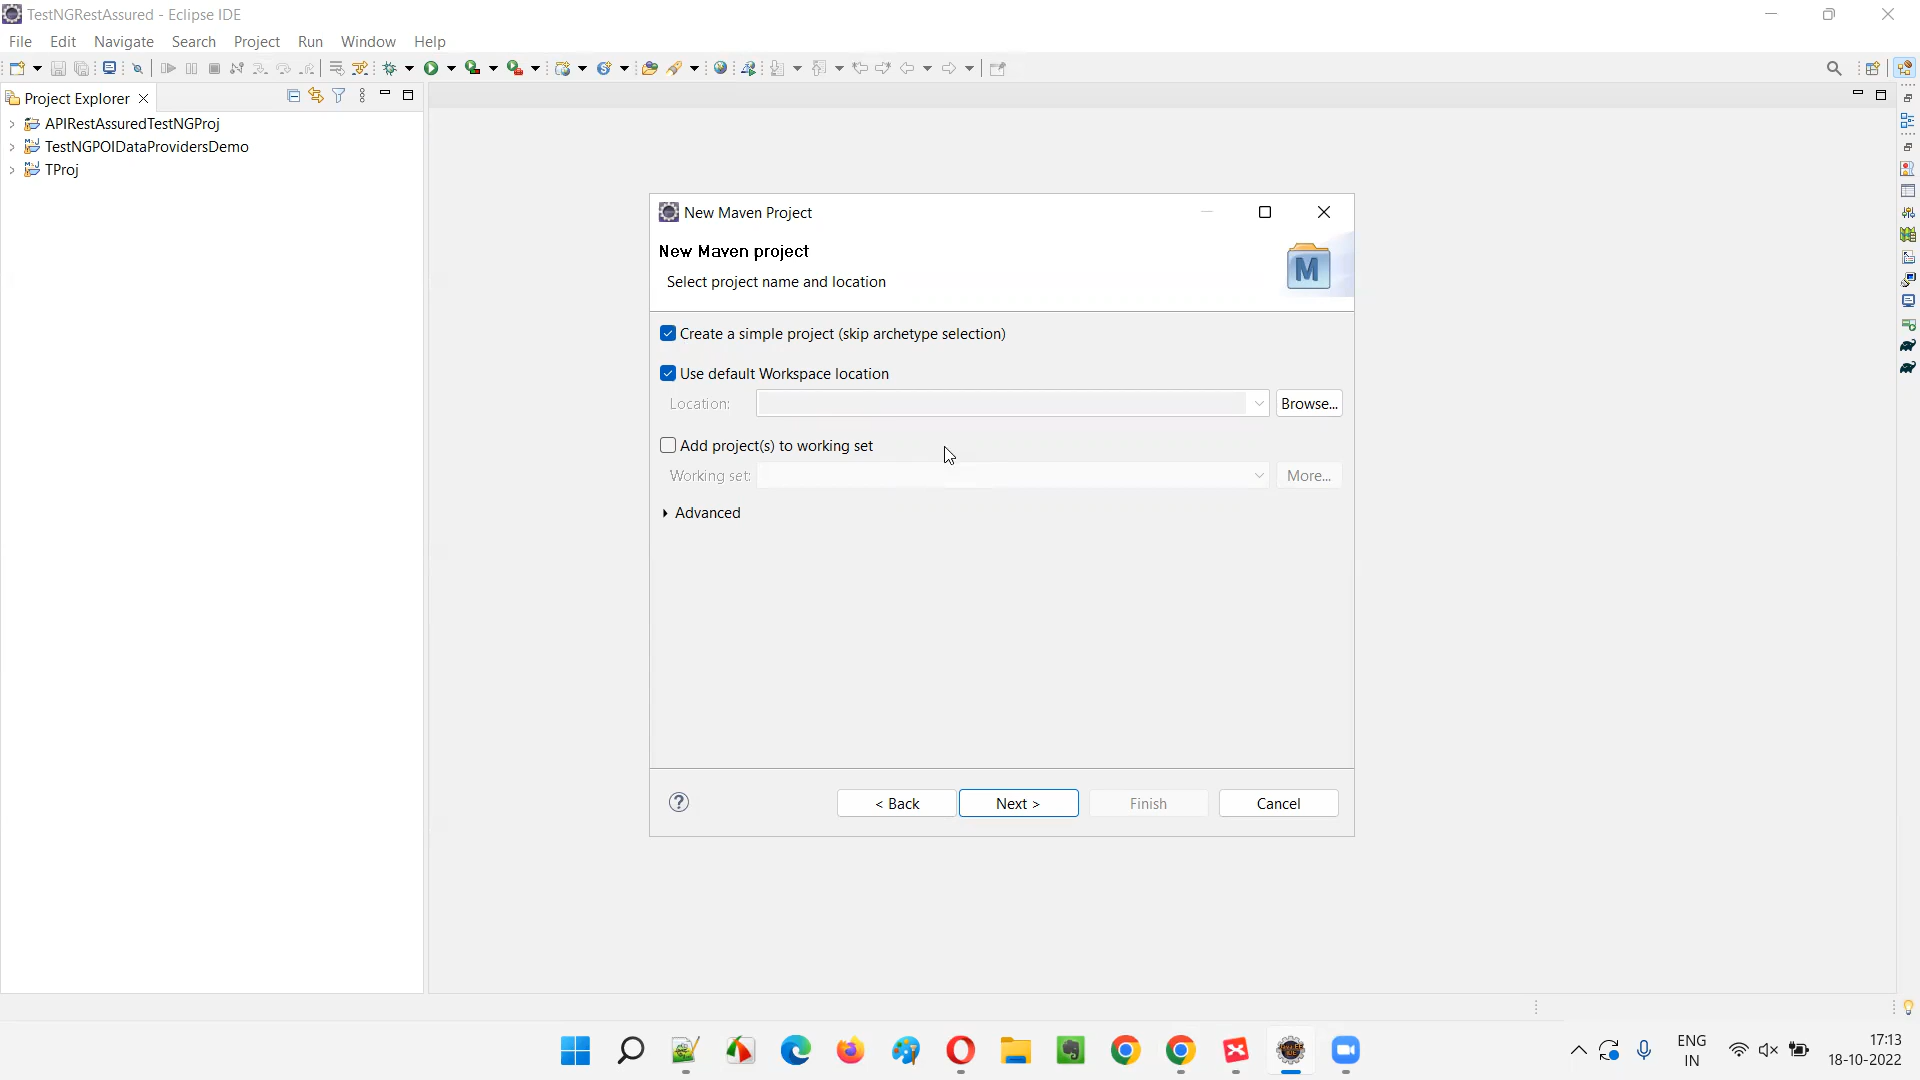 TestNGRestAssured - Eclipse IDE
File Edit Navigate Search Project Run Window Help
Project Explorer
APIRestAssuredTestNGProj
TestNGPOIDataProvidersDemo
TProj
New Maven Project
New Maven project
Select project name and location
M
Create a simple project (skip archetype selection)
Use default Workspace location
Location: Browse...
Add project(s) to working set
Working set: More...
Advanced
? < Back Next > Finish Cancel
ENG 17:13
IN 18-10-2022